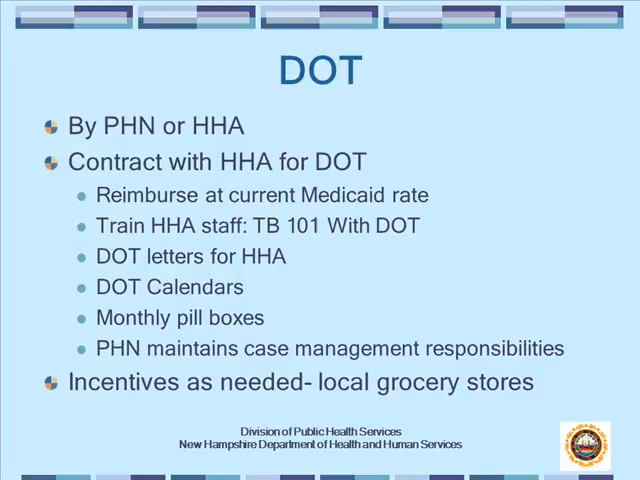 DOT
By PHN or HHA
Contract with HHA for DOT
Reimburse at current Medicaid rate
Train HHA staff: TB 101 With DOT
DOT letters for HHA
DOT Calendars
Monthly pill boxes
PHN maintains case management responsibilities
Incentives as needed- local grocery stores
Division of Public Health Services
New Hampshire Department of Health and Human Services